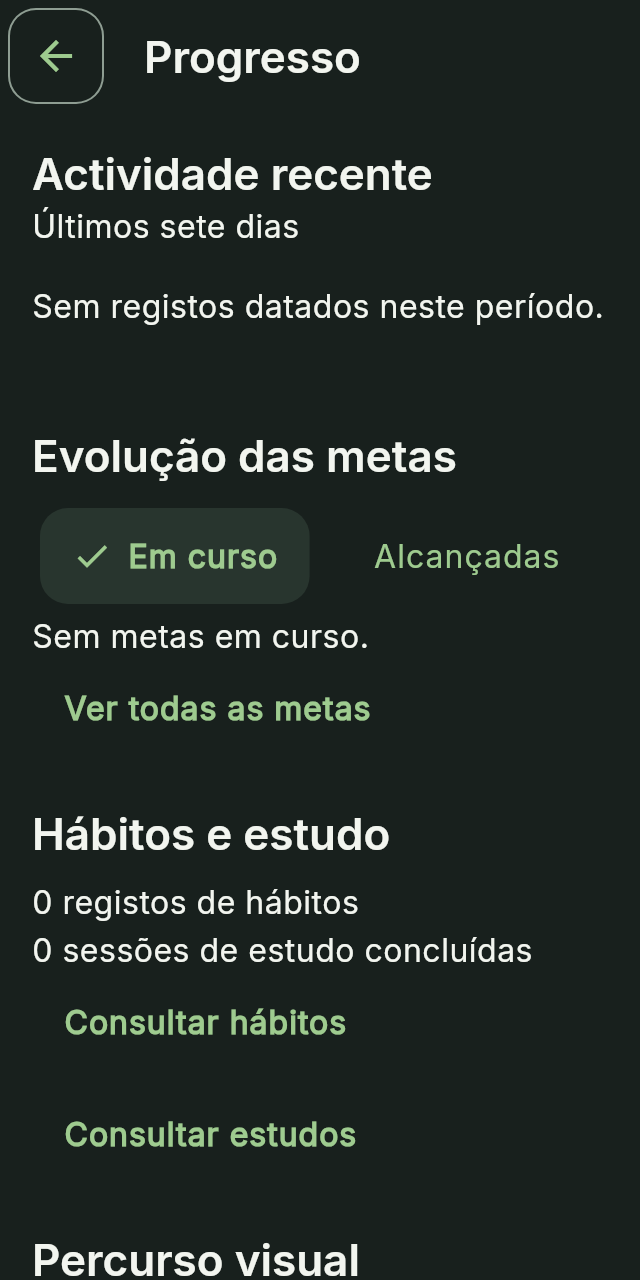 Progresso
Actividade recente
Últimos sete dias
Sem registos datados neste período.
Evolução das metas
Em curso
Alcançadas
Sem metas em curso.
Ver todas as metas
Hábitos e estudo
0 registos de hábitos
0 sessões de estudo concluídas
Consultar hábitos
Consultar estudos
Percurso visual